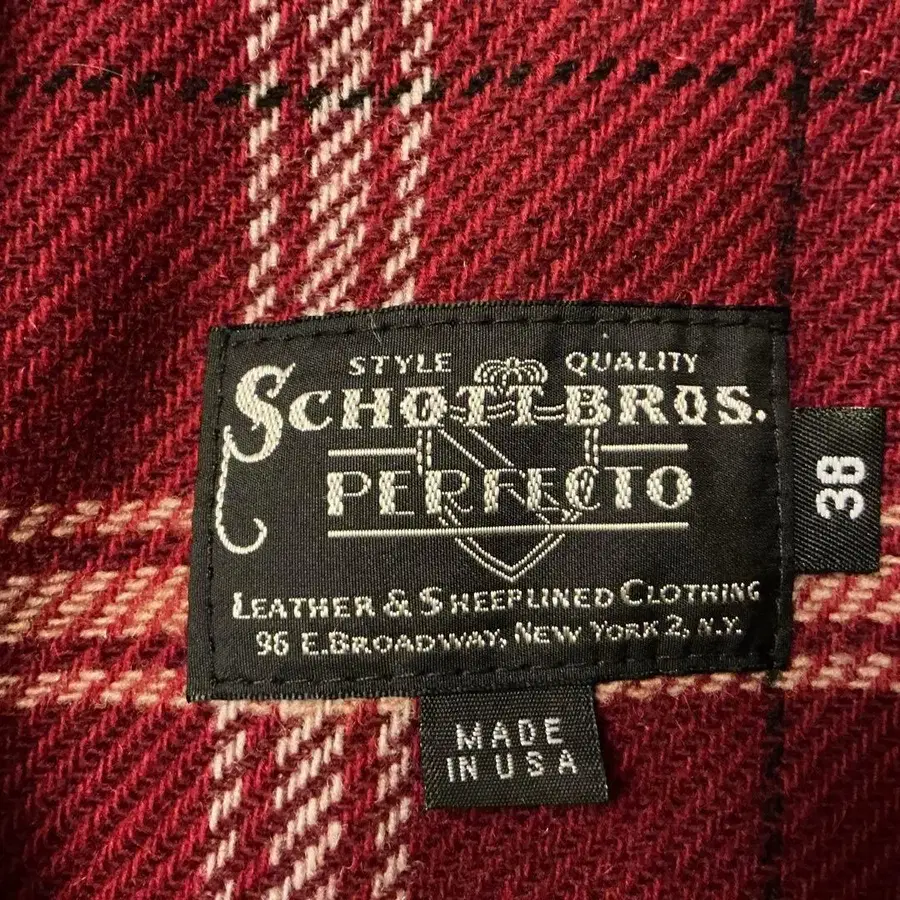 STYLE QUALITY
SCHOTT BROS.
PERFECTO
LEATHER & SHEEPLINED CLOTHING
96 E. BROADWAY, NEW YORK 2, N.Y.
38
MADE
IN USA